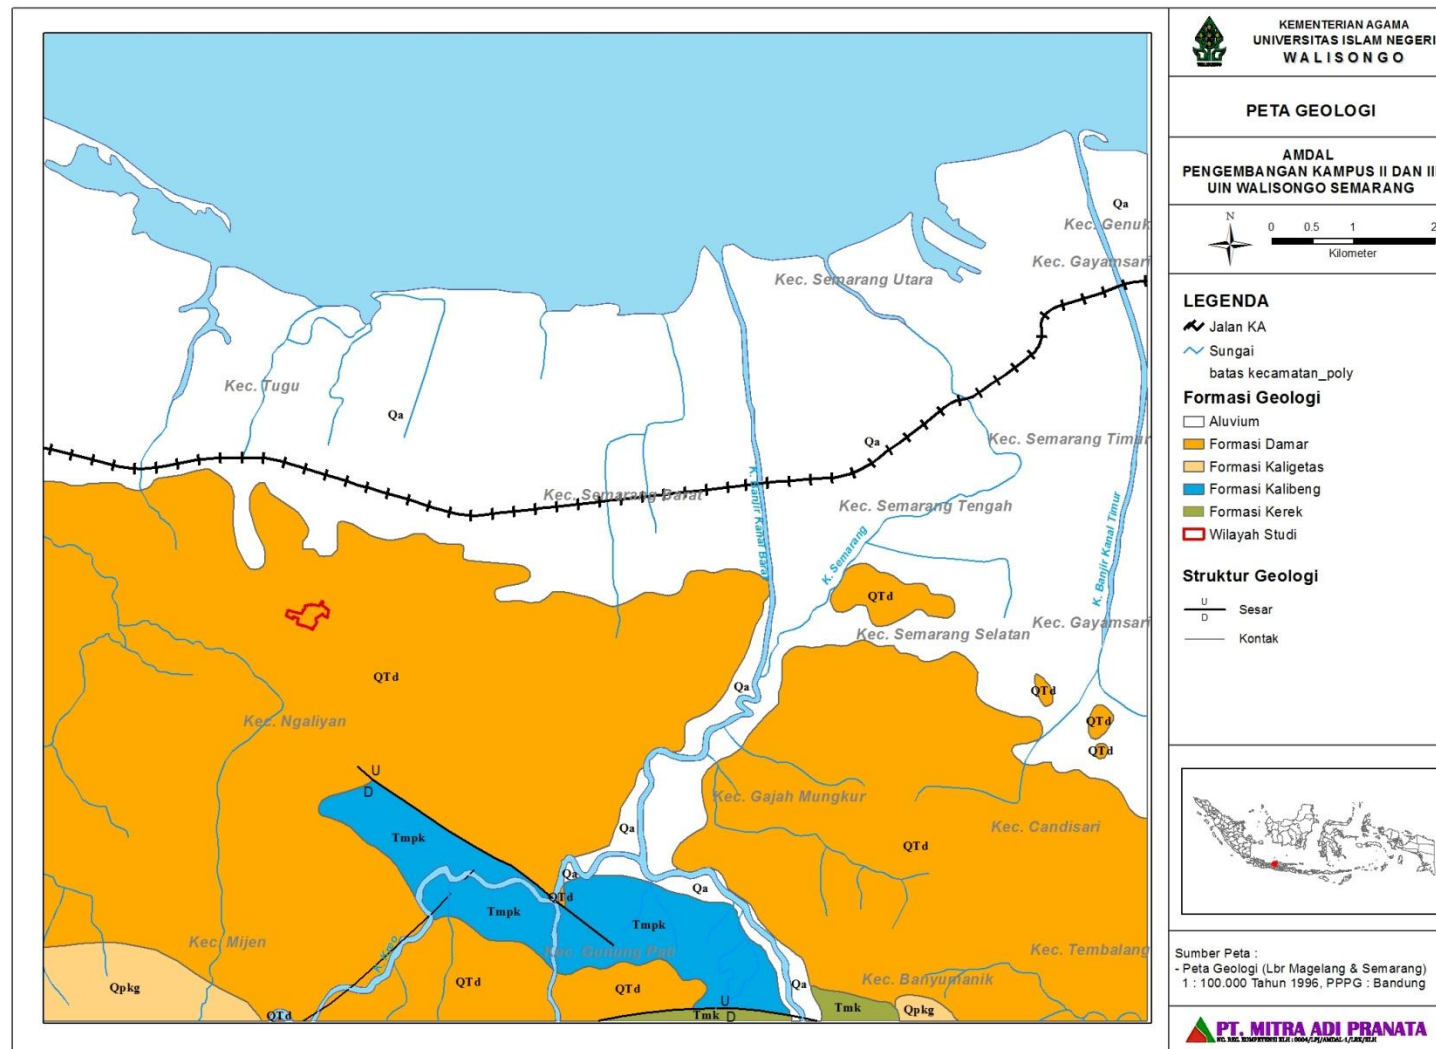 KEMENTERIAN AGAMA
UNIVERSITAS ISLAM NEGERI
WALISONGO
PETA GEOLOGI
AMDAL
PENGEMBANGAN KAMPUS II DAN III
UIN WALISONGO SEMARANG
N
0 0.5 1 2
Kilometer
LEGENDA
Jalan KA
Sungai
batas kecamatan_poly
Formasi Geologi
Aluvium
Formasi Damar
Formasi Kaligetas
Formasi Kalibeng
Formasi Kerek
Wilayah Studi
Struktur Geologi
U
D
Sesar
Kontak
Sumber Peta :
- Peta Geologi (Lbr Magelang & Semarang)
1 : 100.000 Tahun 1996, PPPG : Bandung
PT. MITRA ADI PRANATA
Qa
Kec. Genuk
Kec. Gayamsari
Kec. Semarang Utara
Kec. Tugu
Qa
Qa
Kec. Semarang Timur
Kec. Semarang Barat
Kec. Semarang Tengah
K. Banjir Kanal Barat
K. Semarang
K. Banjir Kanal Timur
QTd
Kec. Gayamsari
Kec. Semarang Selatan
QTd
Qa
QTd
Kec. Ngaliyan
QTd
QTd
U
D
Kec. Gajah Mungkur
Qa
Kec. Candisari
Tmpk
QTd
Qa
Qa
QTd
Tmpk
Tmpk
Kec. Mijen
Kec. Gunung Pati
Kec. Tembalang
Kec. Banyumanik
QTd
QTd
Qa
Qpkg
U
D
Tmk
Tmk
Qpkg
QTd